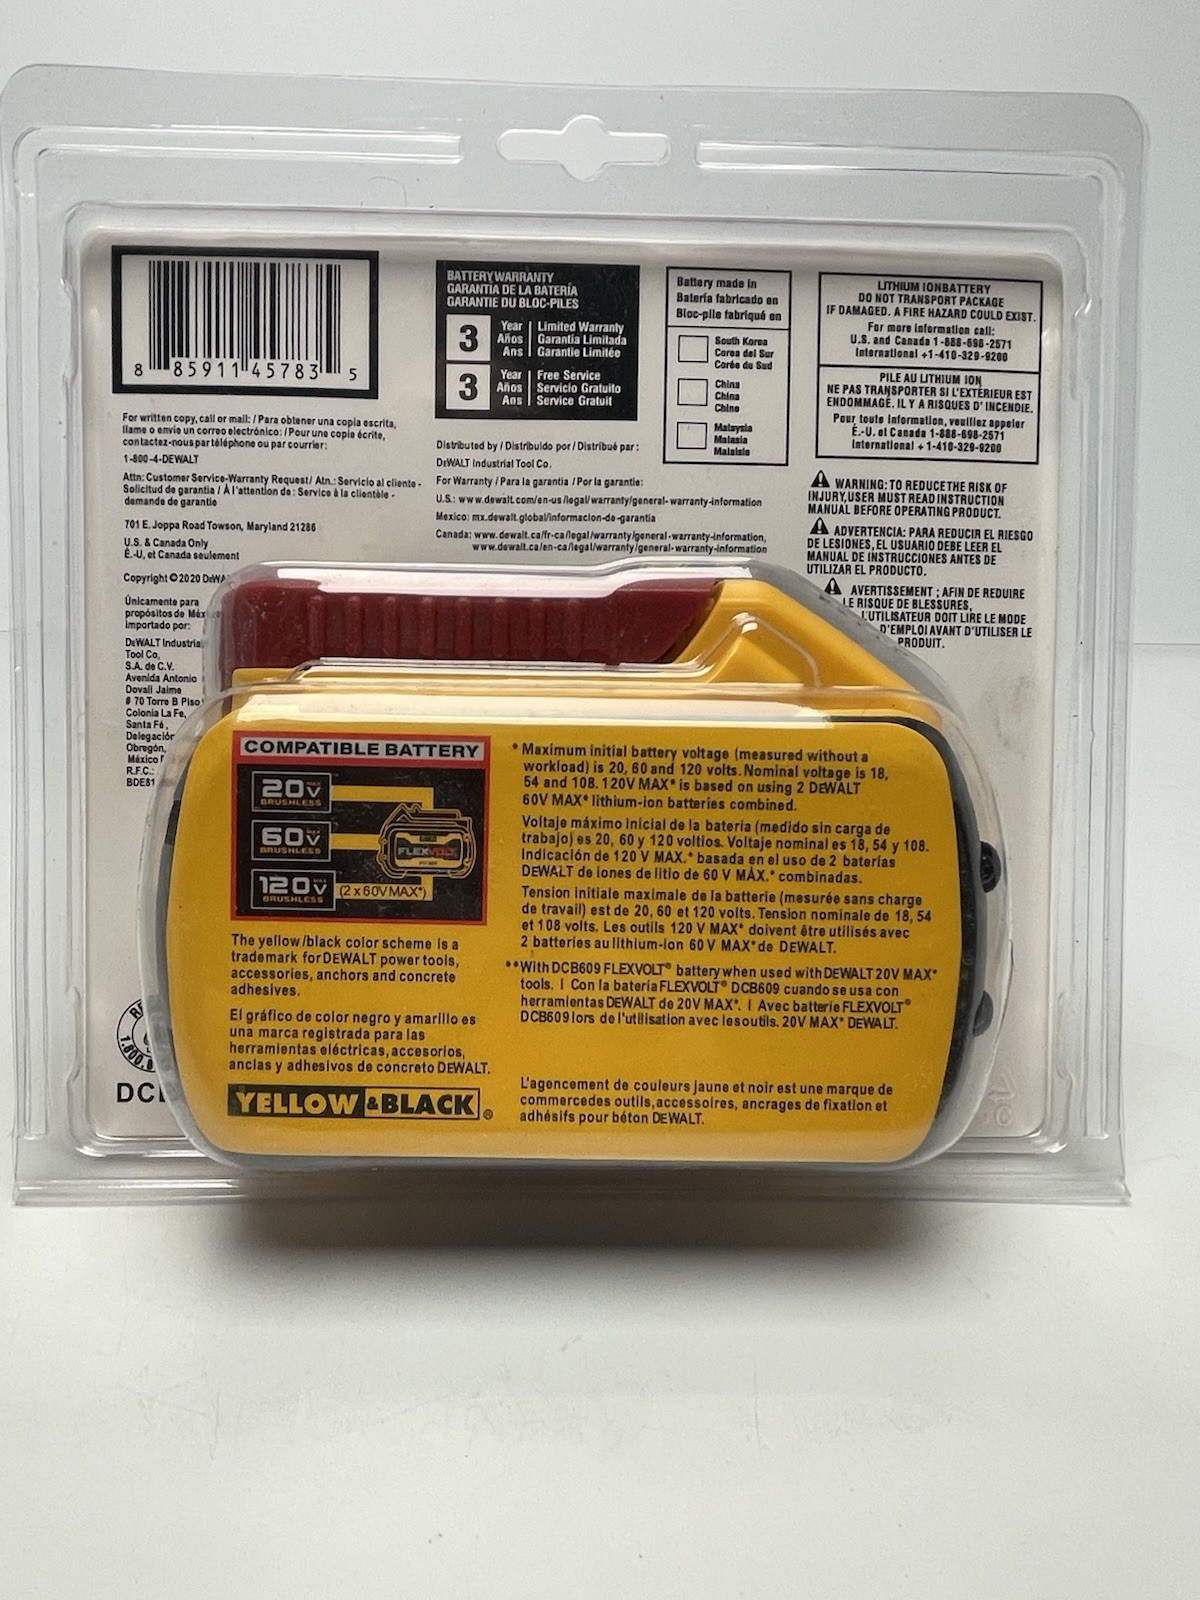 8 85911 45783 5
For written copy, call or mail: / Para obtener una copia escrita,
llame o envíe un correo electrónico: / Pour une copie écrite,
contactez-nous par téléphone ou par courrier:
1-800-4-DEWALT
Attn: Customer Service-Warranty Request/ Atn.: Servicio al cliente -
Solicitud de garantía / À l'attention de : Service à la clientèle -
demande de garantie
701 E. Joppa Road Towson, Maryland 21286
U.S. & Canada Only
É.-U, et Canada seulement
Copyright © 2020
Únicamente para
propósitos de
importado por:
DEWALT
Tool Co,
S.A. de C.V.
Avenida Antonio
Dovalí Jaime
# 70 Torre B Piso
Colonia La Fe,
Santa Fé,
Delegación
Obregón,
México
R.F.C.:
BDE81
BATTERY WARRANTY
GARANTÍA DE LA BATERÍA
GARANTIE DU BLOC-PILES
3 Year Limited Warranty
Años Garantía Limitada
Ans Garantie Limitée
3 Year Free Service
Años Servicio Gratuito
Ans Service Gratuit
Distributed by / Distribuido por / Distribué par :
DEWALT Industrial Tool Co.
For Warranty / Para la garantía / Por la garantie:
U.S.: www.dewalt.com/en-us/legal/warranty/general-warranty-information
Mexico: mx.dewalt.global/informacion-de-garantia
Canada: www.dewalt.ca/fr-ca/legal/warranty/general-warranty-information,
www.dewalt.ca/en-ca/legal/warranty/general-warranty-information
Battery made in
Batería fabricado en
Bloc-pile fabriqué en
South Korea
Corea del Sur
Corée du Sud
China
China
Chine
Malaysia
Malasia
Malaisie
LITHIUM IONBATTERY
DO NOT TRANSPORT PACKAGE
IF DAMAGED. A FIRE HAZARD COULD EXIST.
For more information call:
U.S. and Canada 1-888-698-2571
International +1-410-329-9200
PILE AU LITHIUM ION
NE PAS TRANSPORTER SI L'EXTÉRIEUR EST
ENDOMMAGÉ. IL Y A RISQUES D' INCENDIE.
Pour toute information, veuillez appeler
É.-U. et Canada 1-888-698-2571
International +1-410-329-9200
WARNING: TO REDUCETHE RISK OF
INJURY,USER MUST READ INSTRUCTION
MANUAL BEFORE OPERATING PRODUCT.
ADVERTENCIA: PARA REDUCIR EL RIESGO
DE LESIONES, EL USUARIO DEBE LEER EL
MANUAL DE INSTRUCCIONES ANTES DE
UTILIZAR EL PRODUCTO.
AVERTISSEMENT ; AFIN DE REDUIRE
LE RISQUE DE BLESSURES,
L'UTILISATEUR DOIT LIRE LE MODE
D'EMPLOI AVANT D'UTILISER LE
PRODUIT.
COMPATIBLE BATTERY
20V MAX
BRUSHLESS
60V MAX
BRUSHLESS
120V MAX
BRUSHLESS
(2 x 60V MAX*)
FLEXVOLT
The yellow/black color scheme is a
trademark for DEWALT power tools,
accessories, anchors and concrete
adhesives.
El gráfico de color negro y amarillo es
una marca registrada para las
herramientas eléctricas, accesorios,
anclas y adhesivos de concreto DEWALT.
YELLOW & BLACK ®
* Maximum initial battery voltage (measured without a
workload) is 20, 60 and 120 volts. Nominal voltage is 18,
54 and 108. 120V MAX* is based on using 2 DEWALT
60V MAX* lithium-ion batteries combined.
Voltaje máximo inicial de la batería (medido sin carga de
trabajo) es 20, 60 y 120 voltios. Voltaje nominal es 18, 54 y 108.
Indicación de 120 V MAX.* basada en el uso de 2 baterías
DEWALT de iones de litio de 60 V MÁX.* combinadas.
Tension initiale maximale de la batterie (mesurée sans charge
de travail) est de 20, 60 et 120 volts. Tension nominale de 18, 54
et 108 volts. Les outils 120 V MAX* doivent être utilisés avec
2 batteries au lithium-ion 60 V MAX*de DEWALT.
**With DCB609 FLEXVOLT® battery when used with DEWALT 20V MAX*
tools. | Con la batería FLEXVOLT® DCB609 cuando se usa con
herramientas DEWALT de 20V MAX*. | Avec batterie FLEXVOLT®
DCB609 lors de l'utilisation avec lesoutils. 20V MAX* DEWALT.
L'agencement de couleurs jaune et noir est une marque de
commercedes outils,accessoires, ancrages de fixation et
adhésifs pour béton DEWALT.